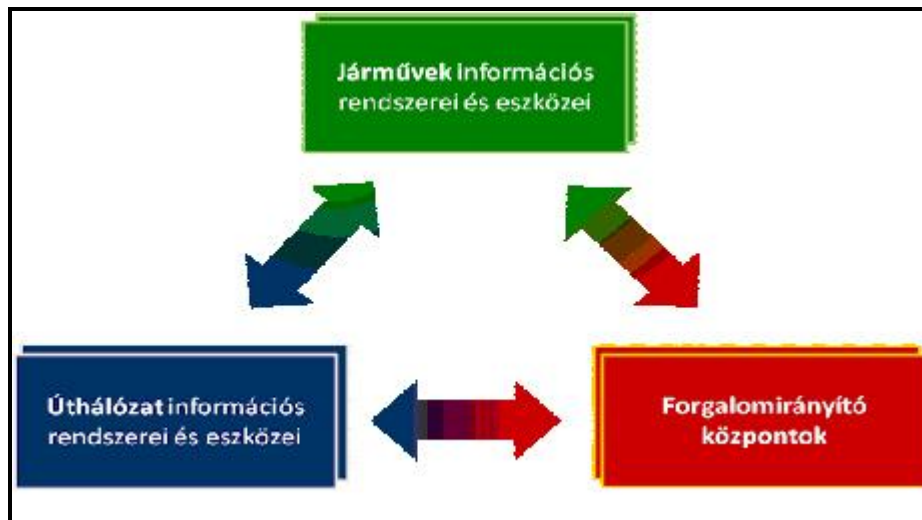 Járművek információs
rendszerei és eszközei
Úthálózat információs
rendszerei és eszközei
Forgalomirányító
központok